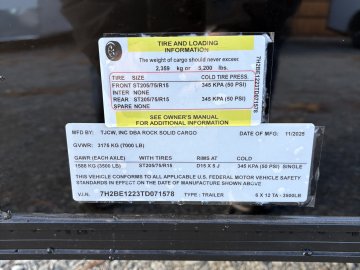 TIRE AND LOADING
INFORMATION
The weight of cargo should never exceed
2,359 kg or 5,200 lbs.
TIRE SIZE COLD TIRE PRESS.
FRONT ST205/75/R15 345 KPA (50 PSI)
INTER NONE
REAR ST205/75/R15 345 KPA (50 PSI)
SPARE NONE
SEE OWNER'S MANUAL
FOR ADDITIONAL INFORMATION
7H2BE1223TD071578
MFD BY: TJCW, INC DBA ROCK SOLID CARGO DATE OF MFG: 11/2025
GVWR: 3175 KG (7000 LB)
GAWR (EACH AXLE) WITH TIRES RIMS AT COLD
1588 KG (3500 LB) ST205/75/R15 D15 X 5 J 345 KPA (50 PSI) SINGLE
THIS VEHICLE CONFORMS TO ALL APPLICABLE U.S. FEDERAL MOTOR VEHICLE SAFETY
STANDARDS IN EFFECT ON THE DATE OF MANUFACTURE SHOWN ABOVE
V.I.N. 7H2BE1223TD071578 TYPE : TRAILER 6 X 12 TA - 3500LB